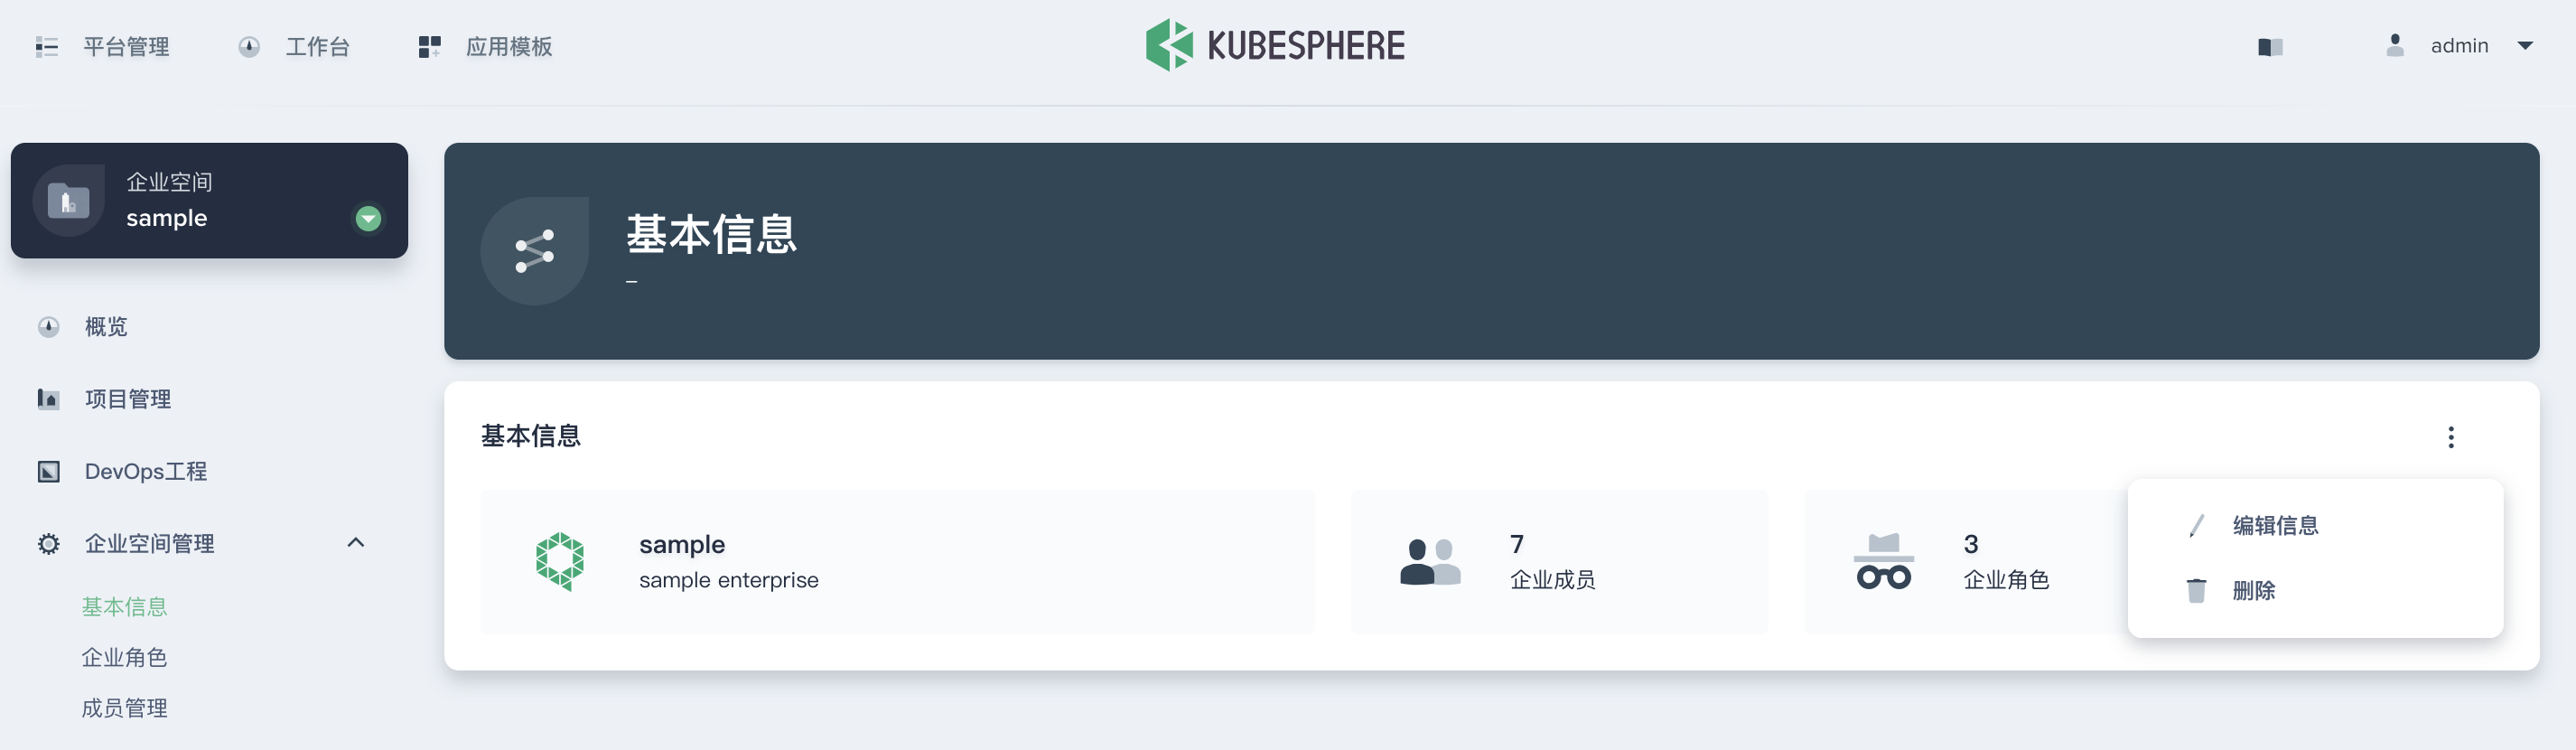 平台管理
工作台
应用模板
KUBESPHERE
admin
企业空间
sample
概览
项目管理
DevOps工程
企业空间管理
基本信息
企业角色
成员管理
基本信息
–
基本信息
sample
sample enterprise
7
企业成员
3
企业角色
编辑信息
删除